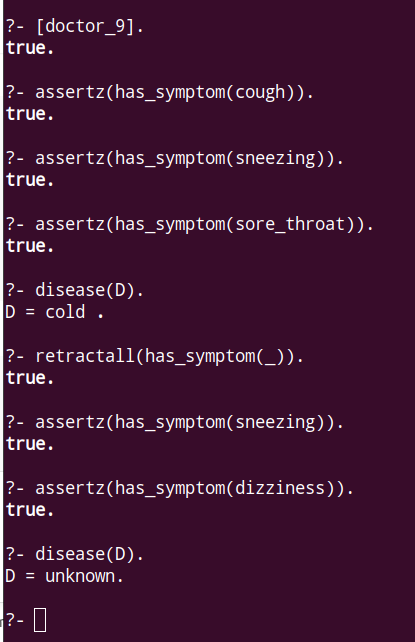 ?- [doctor_9].
true.
?- assertz(has_symptom(cough)).
true.
?- assertz(has_symptom(sneezing)).
true.
?- assertz(has_symptom(sore_throat)).
true.
?- disease(D).
D = cold .
?- retractall(has_symptom(_)).
true.
?- assertz(has_symptom(sneezing)).
true.
?- assertz(has_symptom(dizziness)).
true.
?- disease(D).
D = unknown.
?-